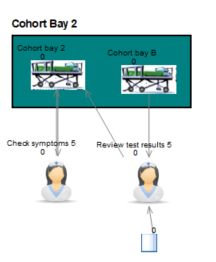 Cohort Bay 2
Cohort bay 2
0
Cohort bay B
0
Check symptoms 5
0
Review test results 5
0
0